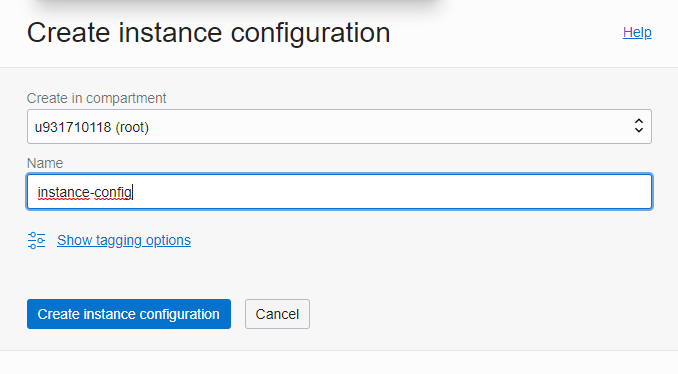 Create instance configuration
Help
Create in compartment
u931710118 (root)
Name
instance-config
Show tagging options
Create instance configuration
Cancel